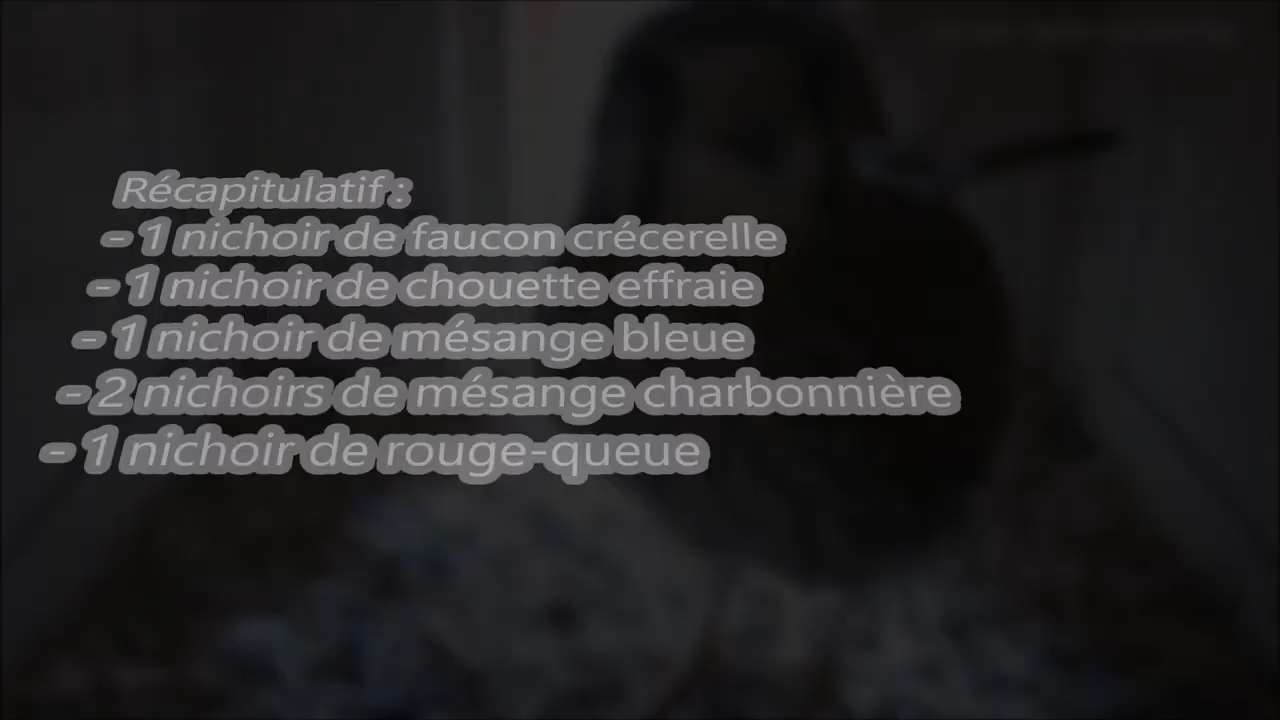 Récapitulatif :
- 1 nichoir de faucon crécerelle
- 1 nichoir de chouette effraie
- 1 nichoir de mésange bleue
- 2 nichoirs de mésange charbonnière
- 1 nichoir de rouge-queue